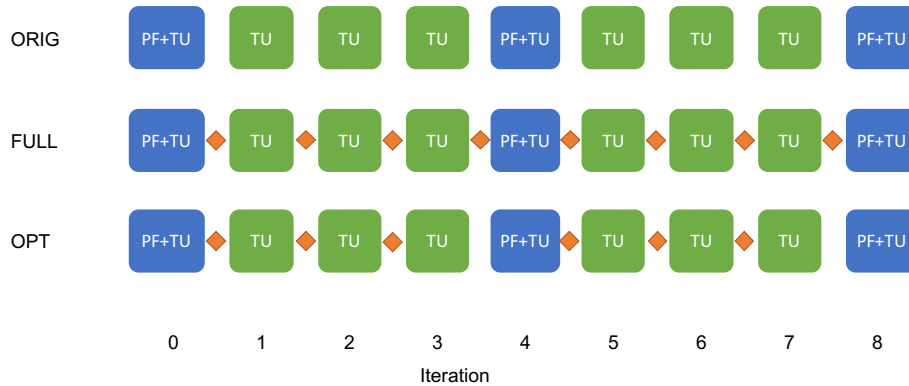 ORIG PF+TU TU TU TU PF+TU TU TU TU PF+TU
FULL PF+TU TU TU TU PF+TU TU TU TU PF+TU
OPT PF+TU TU TU TU PF+TU TU TU TU PF+TU
0 1 2 3 4 5 6 7 8
Iteration